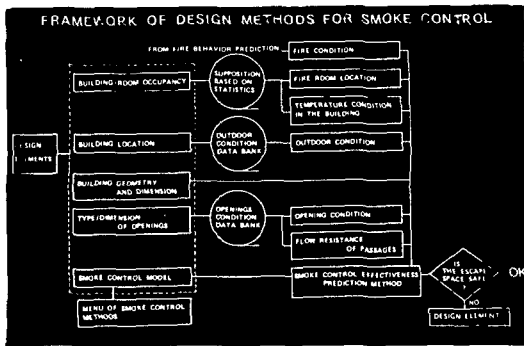 FRAMEWORK OF DESIGN METHODS FOR SMOKE CONTROL
FROM FIRE BEHAVIOR PREDICTION
FIRE CONDITION
BUILDING·ROOM OCCUPANCY
SUPPOSITION
BASED ON
STATISTICS
FIRE ROOM LOCATION
TEMPERATURE CONDITION
IN THE BUILDING
BUILDING LOCATION
OUTDOOR
CONDITION
DATA BANK
OUTDOOR CONDITION
BUILDING GEOMETRY
AND DIMENSION
TYPE/DIMENSION
OF OPENINGS
OPENINGS
CONDITION
DATA BANK
OPENING CONDITION
FLOW RESISTANCE
OF PASSAGES
SMOKE CONTROL MODEL
SMOKE CONTROL EFFECTIVENESS
PREDICTION METHOD
IS
THE ESCAPE
SPACE SAFE
?
OK
NO
DESIGN ELEMENT
MENU OF SMOKE CONTROL
METHODS